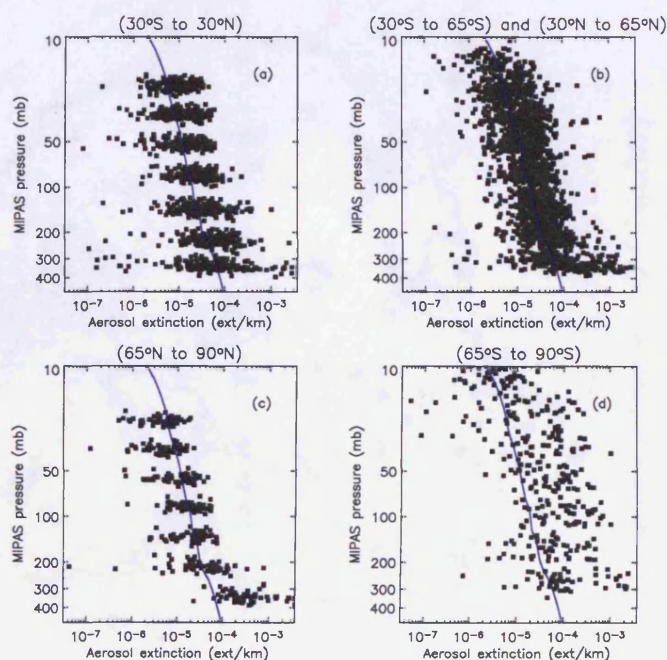 (30°S to 30°N)
10
50
100
200
300
400
MIPAS pressure (mb)
(a)
10⁻⁷ 10⁻⁶ 10⁻⁵ 10⁻⁴ 10⁻³
Aerosol extinction (ext/km)
(30°S to 65°S) and (30°N to 65°N)
10
50
100
200
300
400
MIPAS pressure (mb)
(b)
10⁻⁷ 10⁻⁶ 10⁻⁵ 10⁻⁴ 10⁻³
Aerosol extinction (ext/km)
(65°N to 90°N)
10
50
100
200
300
400
MIPAS pressure (mb)
(c)
10⁻⁷ 10⁻⁶ 10⁻⁵ 10⁻⁴ 10⁻³
Aerosol extinction (ext/km)
(65°S to 90°S)
10
50
100
200
300
400
MIPAS pressure (mb)
(d)
10⁻⁷ 10⁻⁶ 10⁻⁵ 10⁻⁴ 10⁻³
Aerosol extinction (ext/km)